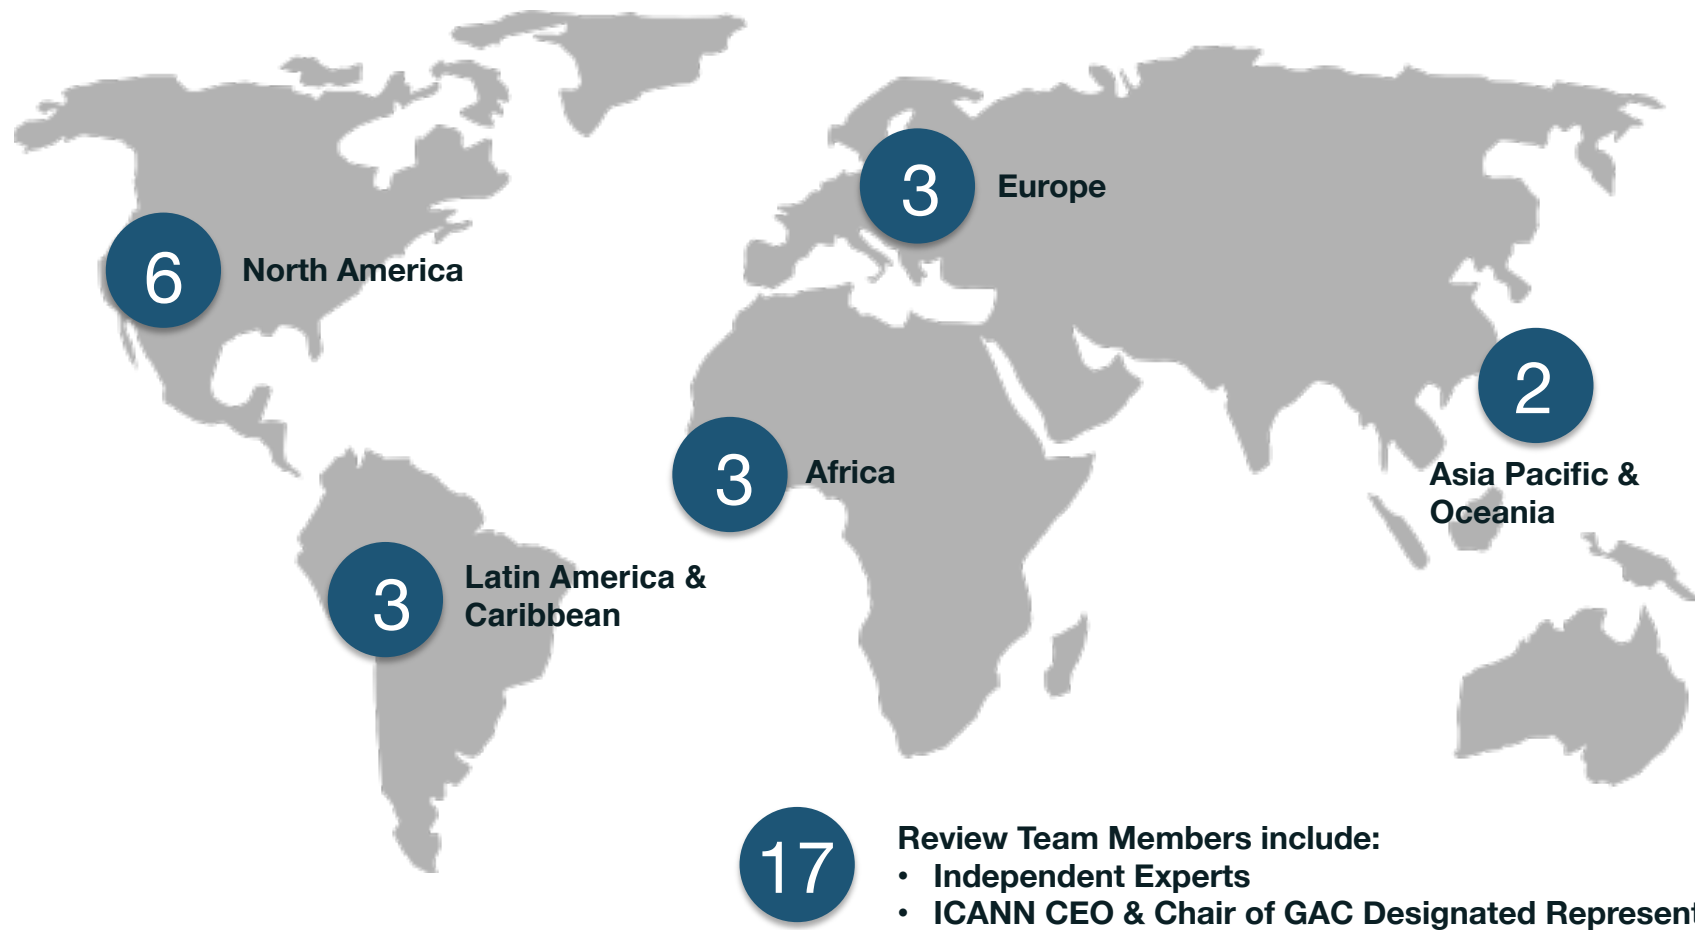 3
Europe
6
North America
2
Asia Pacific &
Oceania
3
Africa
3
Latin America &
Caribbean
17
Review Team Members include:
• Independent Experts
• ICANN CEO & Chair of GAC Designated